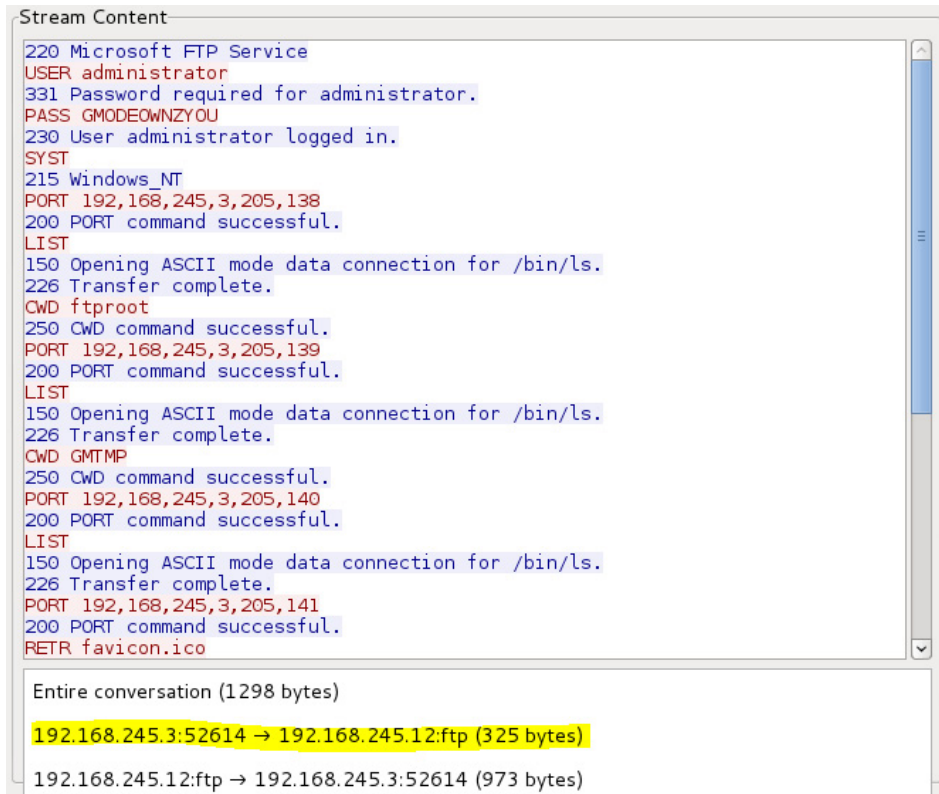 Stream Content
220 Microsoft FTP Service
USER administrator
331 Password required for administrator.
PASS GMODEOWNZYOU
230 User administrator logged in.
SYST
215 Windows_NT
PORT 192,168,245,3,205,138
200 PORT command successful.
LIST
150 Opening ASCII mode data connection for /bin/ls.
226 Transfer complete.
CWD ftproot
250 CWD command successful.
PORT 192,168,245,3,205,139
200 PORT command successful.
LIST
150 Opening ASCII mode data connection for /bin/ls.
226 Transfer complete.
CWD GMTMP
250 CWD command successful.
PORT 192,168,245,3,205,140
200 PORT command successful.
LIST
150 Opening ASCII mode data connection for /bin/ls.
226 Transfer complete.
PORT 192,168,245,3,205,141
200 PORT command successful.
RETR favicon.ico
Entire conversation (1298 bytes)
192.168.245.3:52614 → 192.168.245.12:ftp (325 bytes)
192.168.245.12:ftp → 192.168.245.3:52614 (973 bytes)